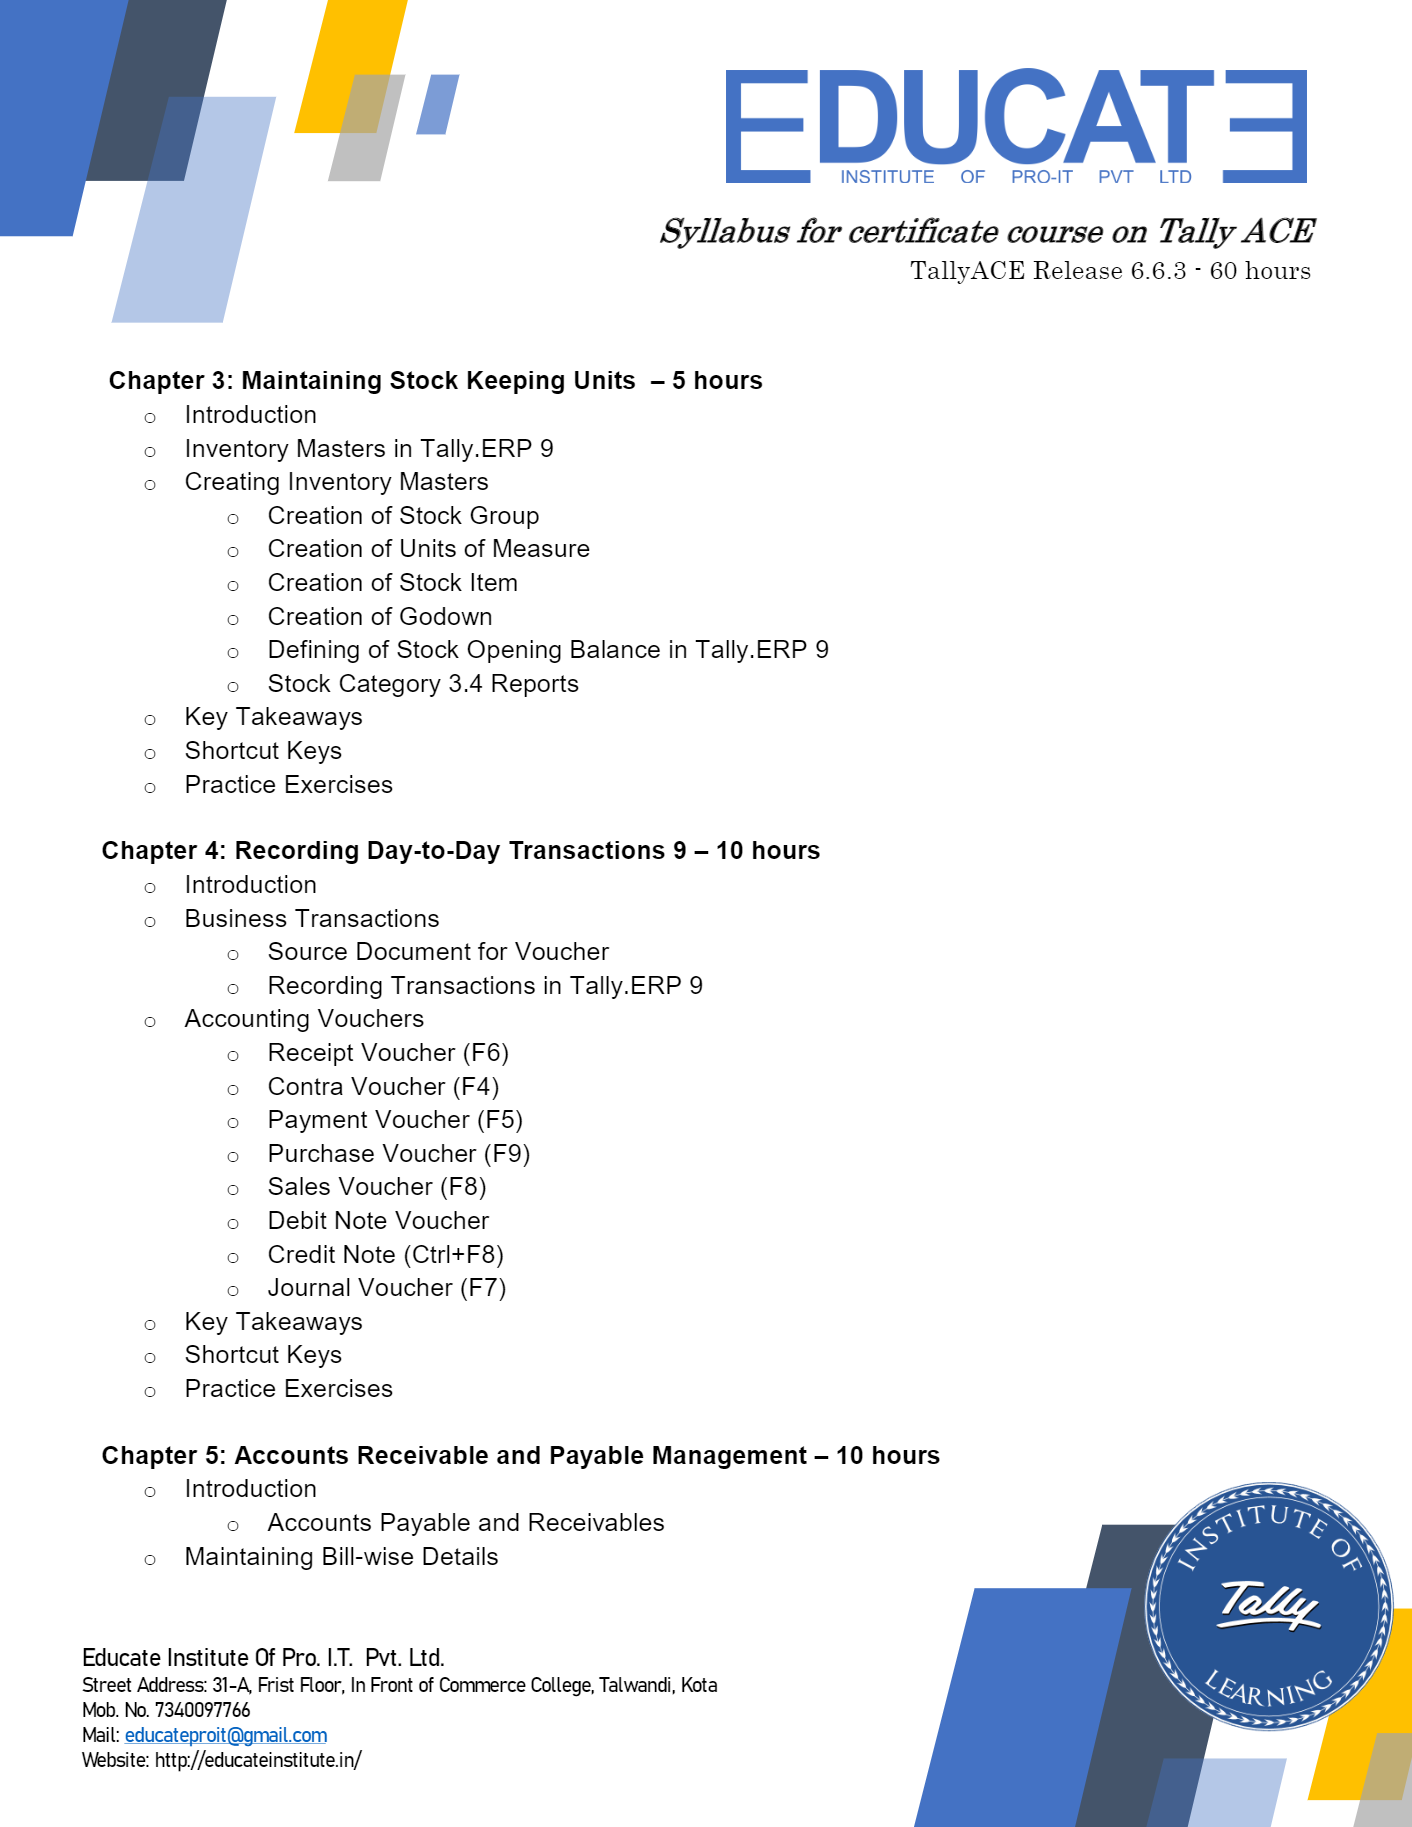 EDUCATE
INSTITUTE OF PRO-IT PVT LTD
Syllabus for certificate course on Tally ACE
TallyACE Release 6.6.3 - 60 hours
Chapter 3: Maintaining Stock Keeping Units – 5 hours
o Introduction
o Inventory Masters in Tally.ERP 9
o Creating Inventory Masters
o Creation of Stock Group
o Creation of Units of Measure
o Creation of Stock Item
o Creation of Godown
o Defining of Stock Opening Balance in Tally.ERP 9
o Stock Category 3.4 Reports
o Key Takeaways
o Shortcut Keys
o Practice Exercises
Chapter 4: Recording Day-to-Day Transactions 9 – 10 hours
o Introduction
o Business Transactions
o Source Document for Voucher
o Recording Transactions in Tally.ERP 9
o Accounting Vouchers
o Receipt Voucher (F6)
o Contra Voucher (F4)
o Payment Voucher (F5)
o Purchase Voucher (F9)
o Sales Voucher (F8)
o Debit Note Voucher
o Credit Note (Ctrl+F8)
o Journal Voucher (F7)
o Key Takeaways
o Shortcut Keys
o Practice Exercises
Chapter 5: Accounts Receivable and Payable Management – 10 hours
o Introduction
o Accounts Payable and Receivables
o Maintaining Bill-wise Details
INSTITUTE OF
Tally
LEARNING
Educate Institute Of Pro. I.T. Pvt. Ltd.
Street Address: 31-A, Frist Floor, In Front of Commerce College, Talwandi, Kota
Mob. No. 7340097766
Mail: educateproit@gmail.com
Website: http://educateinstitute.in/